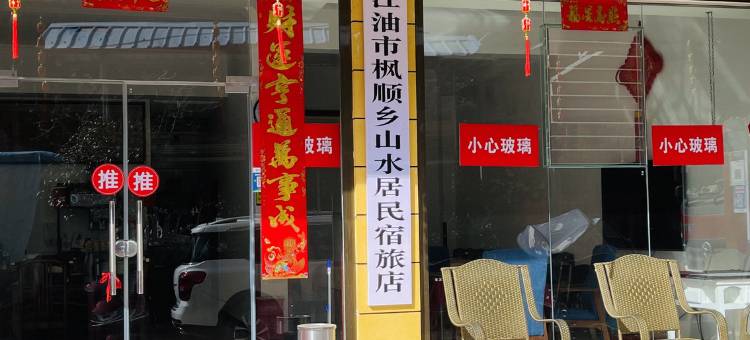 推
推
财运亨通万事成
江油市枫顺乡山水居民宿旅店
玻璃
小心玻璃
小心玻璃